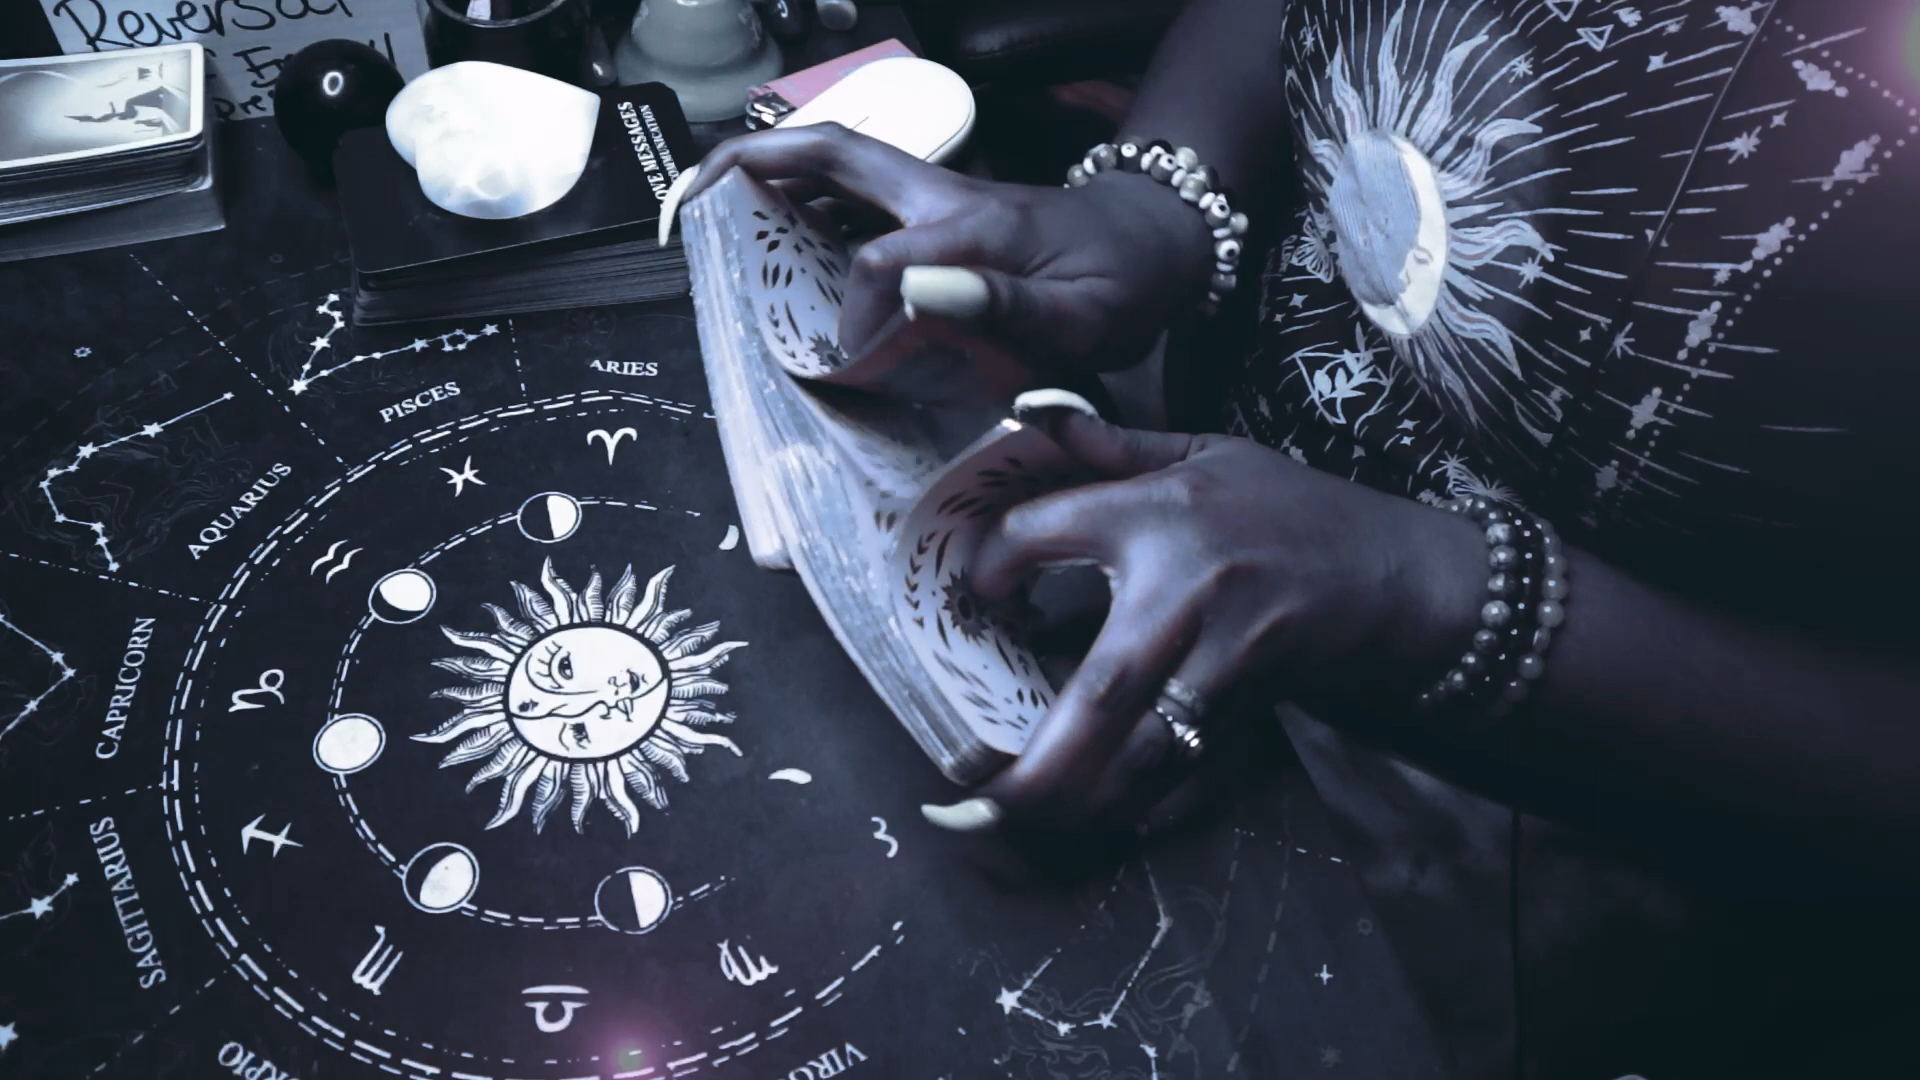 Reversal
LOVE MESSAGES
COMMUNICATION
ARIES
PISCES
AQUARIUS
CAPRICORN
SAGITTARIUS